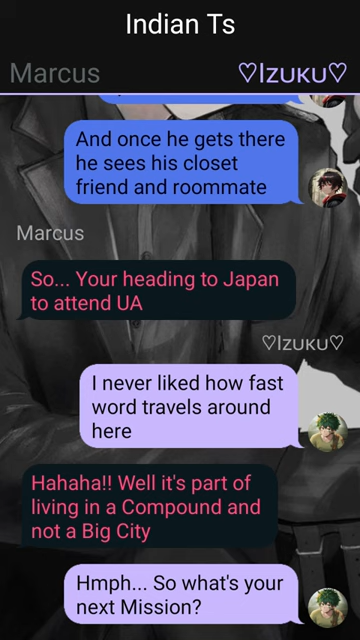 Indian Ts
Marcus
♡Izuku♡
And once he gets there
he sees his closet
friend and roommate
Marcus
So... Your heading to Japan
to attend UA
♡Izuku♡
I never liked how fast
word travels around
here
Hahaha!! Well it's part of
living in a Compound and
not a Big City
Hmph... So what's your
next Mission?